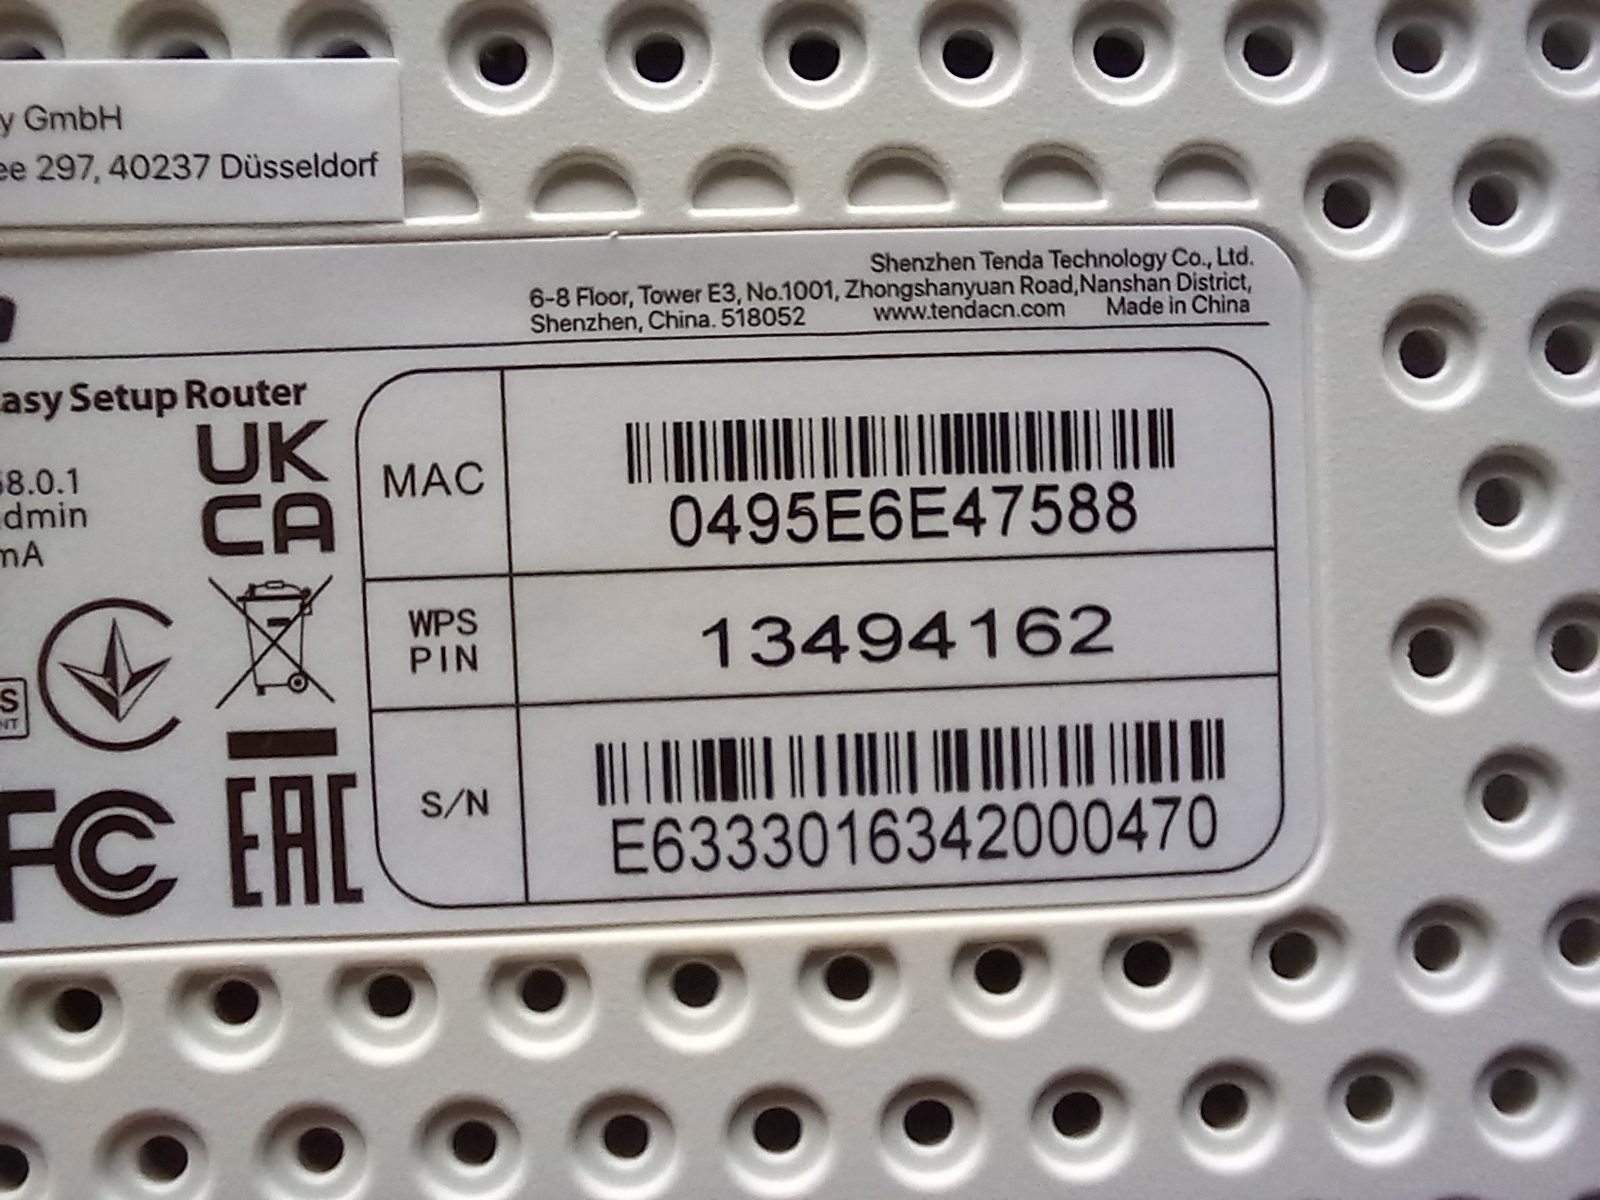 y GmbH
ee 297, 40237 Düsseldorf
Shenzhen Tenda Technology Co., Ltd.
6-8 Floor, Tower E3, No.1001, Zhongshanyuan Road,Nanshan District,
Shenzhen, China. 518052 www.tendacn.com Made in China
asy Setup Router
UK
CA
68.0.1
dmin
mA
MAC
0495E6E47588
WPS
PIN
13494162
S
NT
FC
EAC
S/N
E6333016342000470